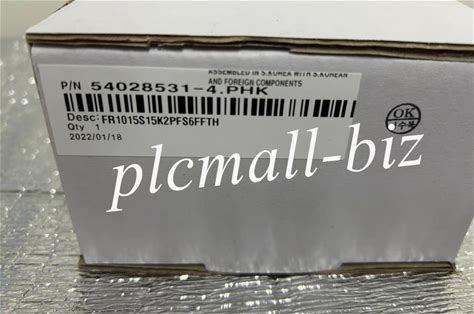 ASSEMBLED IN S.KOREA WITH S.KOREAN
AND FOREIGN COMPONENTS
P/N 54028531-4.PHK
Desc: FR1015S15K2PFS6FFTH
Qty 1
2022/01/18
OK
plcmall-biz